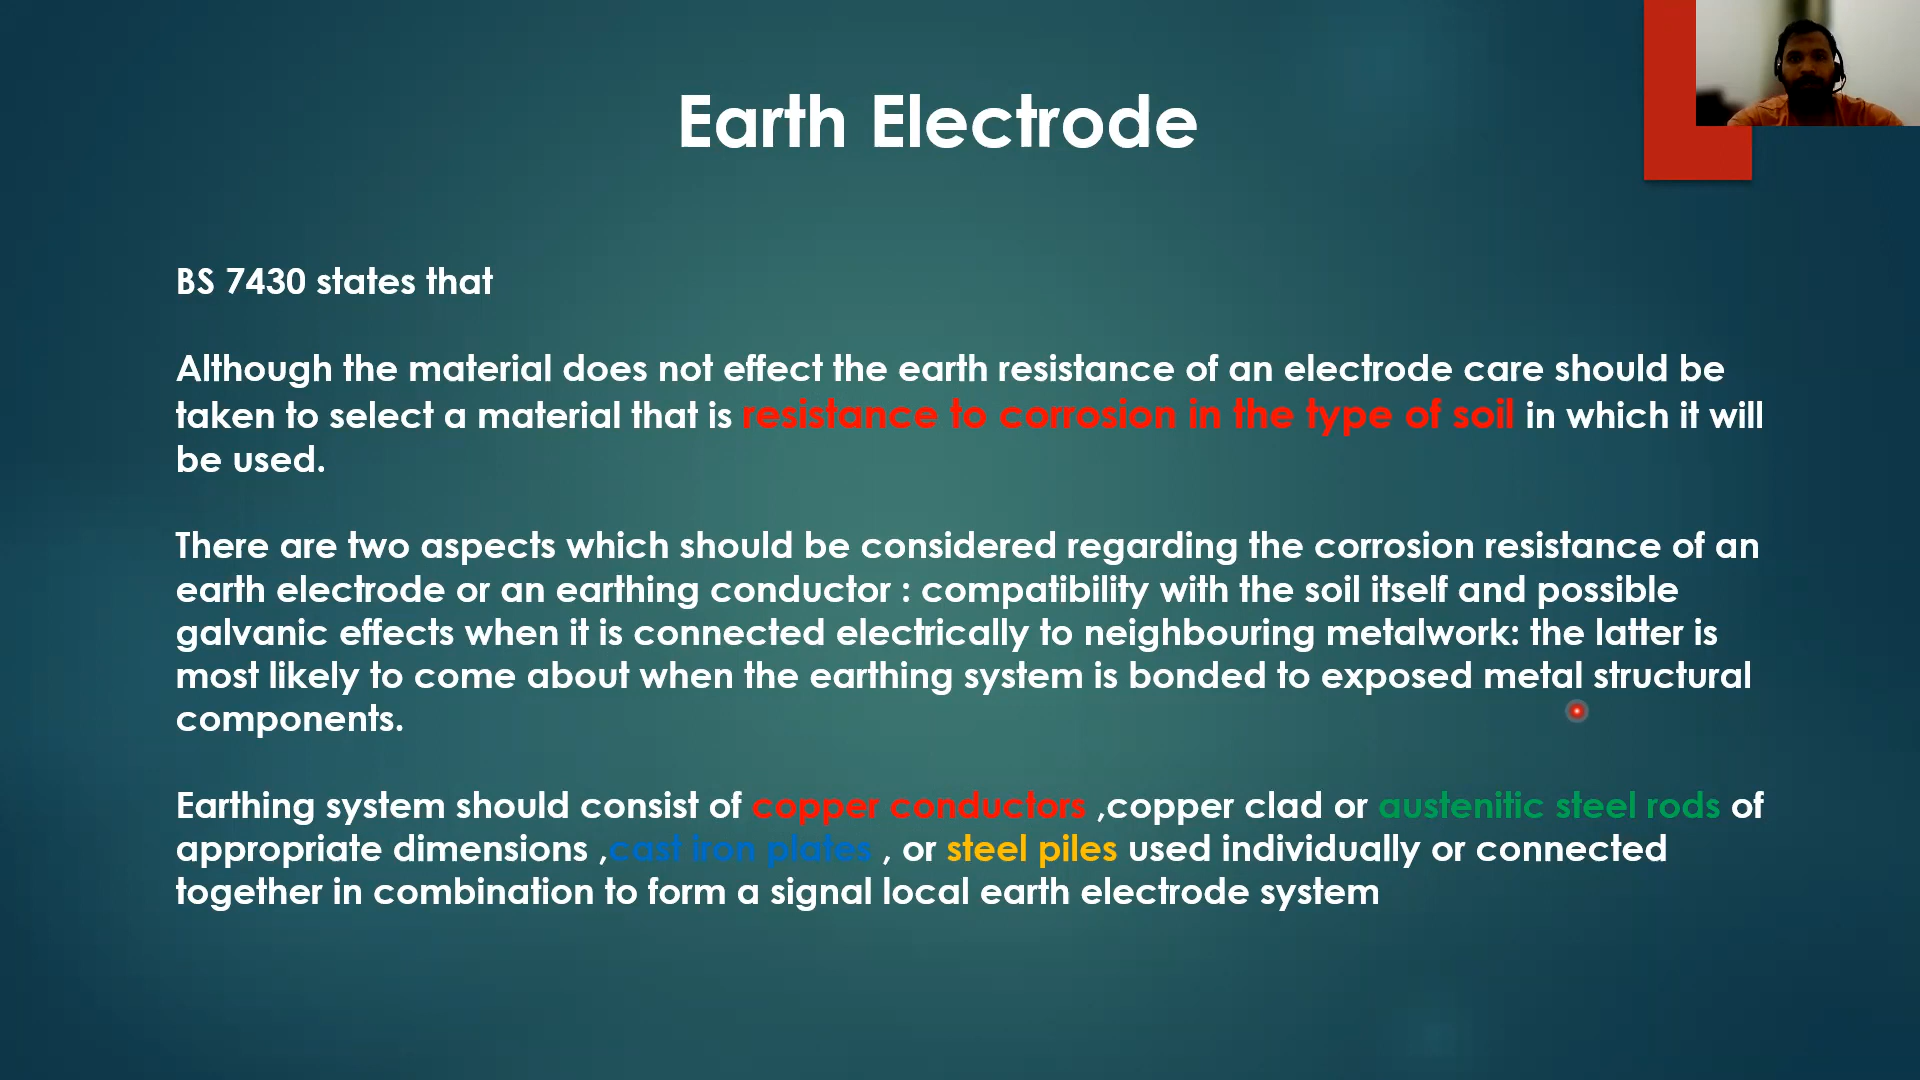 Earth Electrode
BS 7430 states that
Although the material does not effect the earth resistance of an electrode care should be
taken to select a material that is resistance to corrosion in the type of soil in which it will
be used.
There are two aspects which should be considered regarding the corrosion resistance of an
earth electrode or an earthing conductor : compatibility with the soil itself and possible
galvanic effects when it is connected electrically to neighbouring metalwork: the latter is
most likely to come about when the earthing system is bonded to exposed metal structural
components.
Earthing system should consist of copper conductors ,copper clad or austenitic steel rods of
appropriate dimensions ,cast iron plates , or steel piles used individually or connected
together in combination to form a signal local earth electrode system